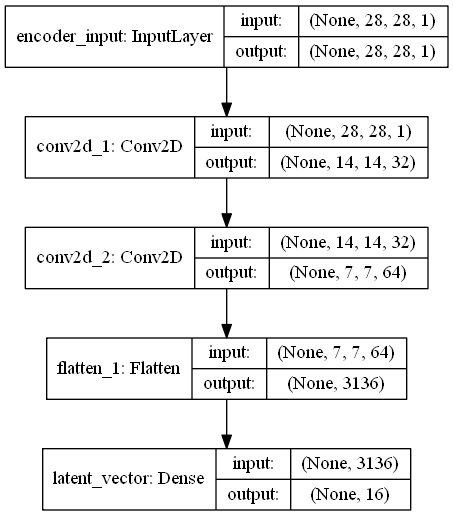 encoder_input: InputLayer
input: (None, 28, 28, 1)
output: (None, 28, 28, 1)
conv2d_1: Conv2D
input: (None, 28, 28, 1)
output: (None, 14, 14, 32)
conv2d_2: Conv2D
input: (None, 14, 14, 32)
output: (None, 7, 7, 64)
flatten_1: Flatten
input: (None, 7, 7, 64)
output: (None, 3136)
latent_vector: Dense
input: (None, 3136)
output: (None, 16)